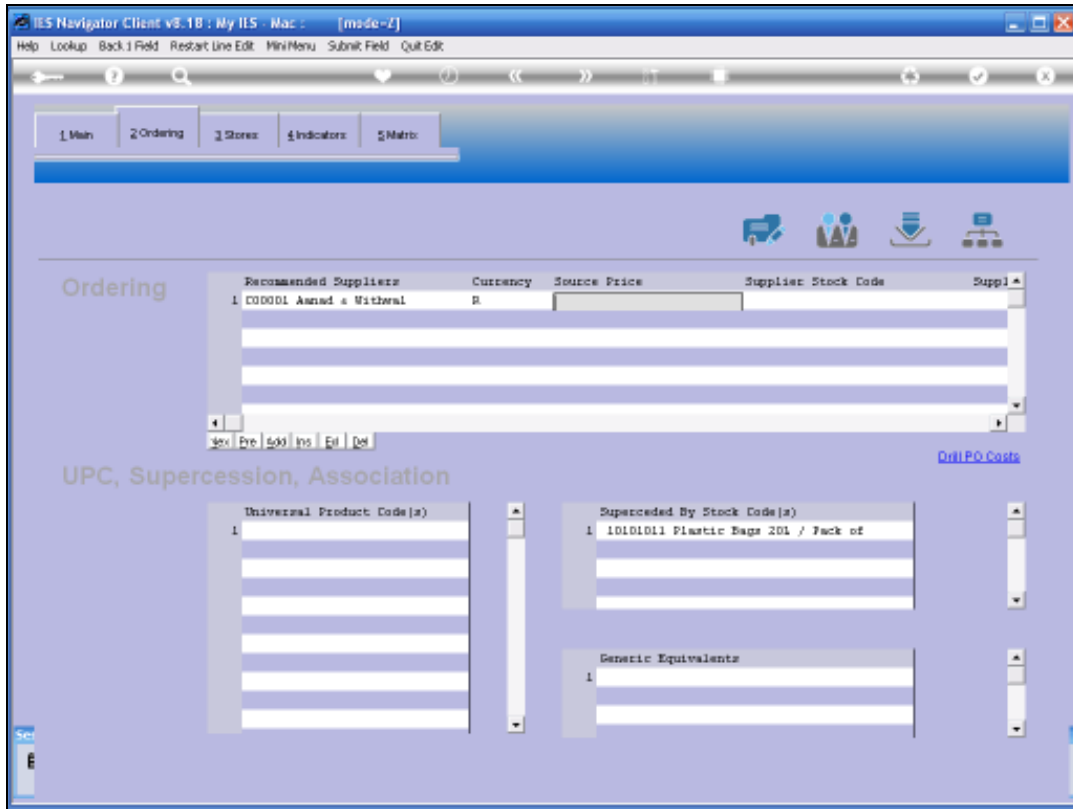 IES Navigator Client v8.1B : My IES - Mac : [mode=Z]
Help Lookup Back 1 Field Restart Line Edit MiniMenu Submit Field Quit Edit
1 Main 2 Ordering 3 Stores 4 Indicators 5 Matrix
Ordering
Recommended Suppliers Currency Source Price Supplier Stock Code Suppl
1 C00001 Aanad & Withwal R
Nex Pre Add Ins Del
Drill PO Costs
UPC, Supercession, Association
Universal Product Code(s)
1
Superceded By Stock Code(s)
1 10101011 Plastic Bags 20L / Pack of
Generic Equivalents
1